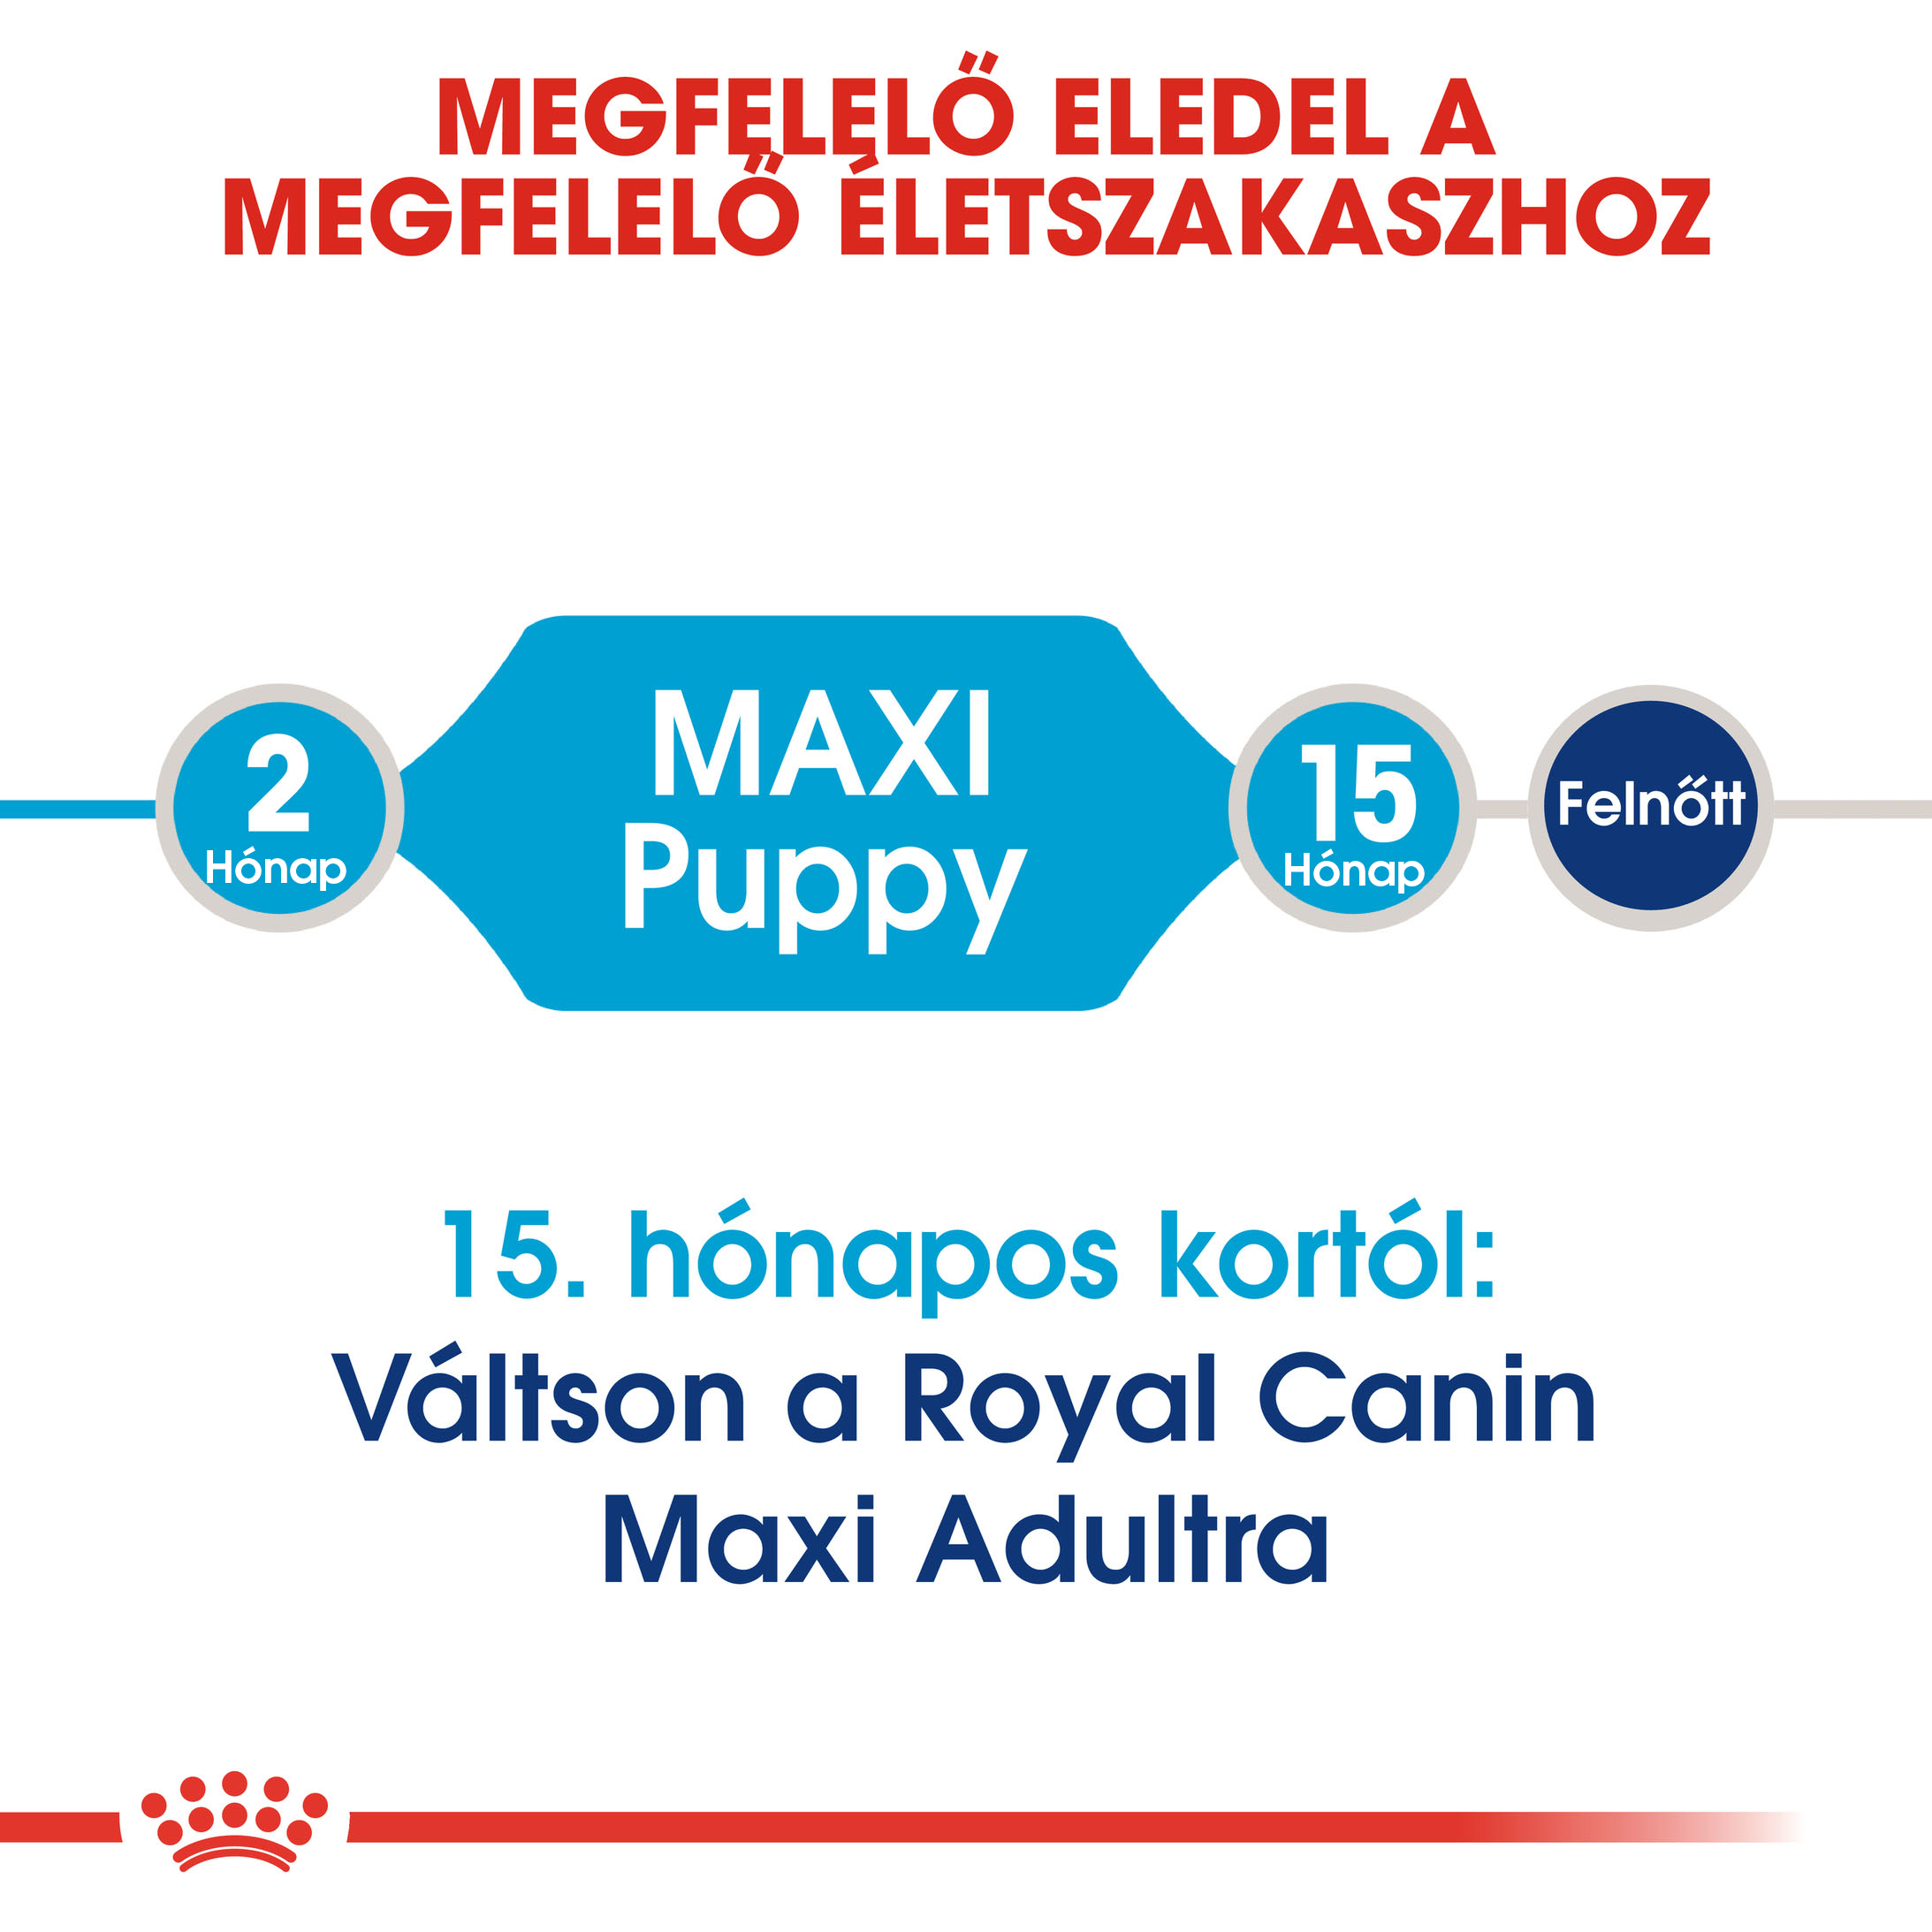 MEGFELELŐ ELEDEL A
MEGFELELŐ ÉLETSZAKASZHOZ
MAXI
Puppy
2
Hónap
15
Hónap
Felnőtt
15. hónapos kortól:
Váltson a Royal Canin
Maxi Adultra